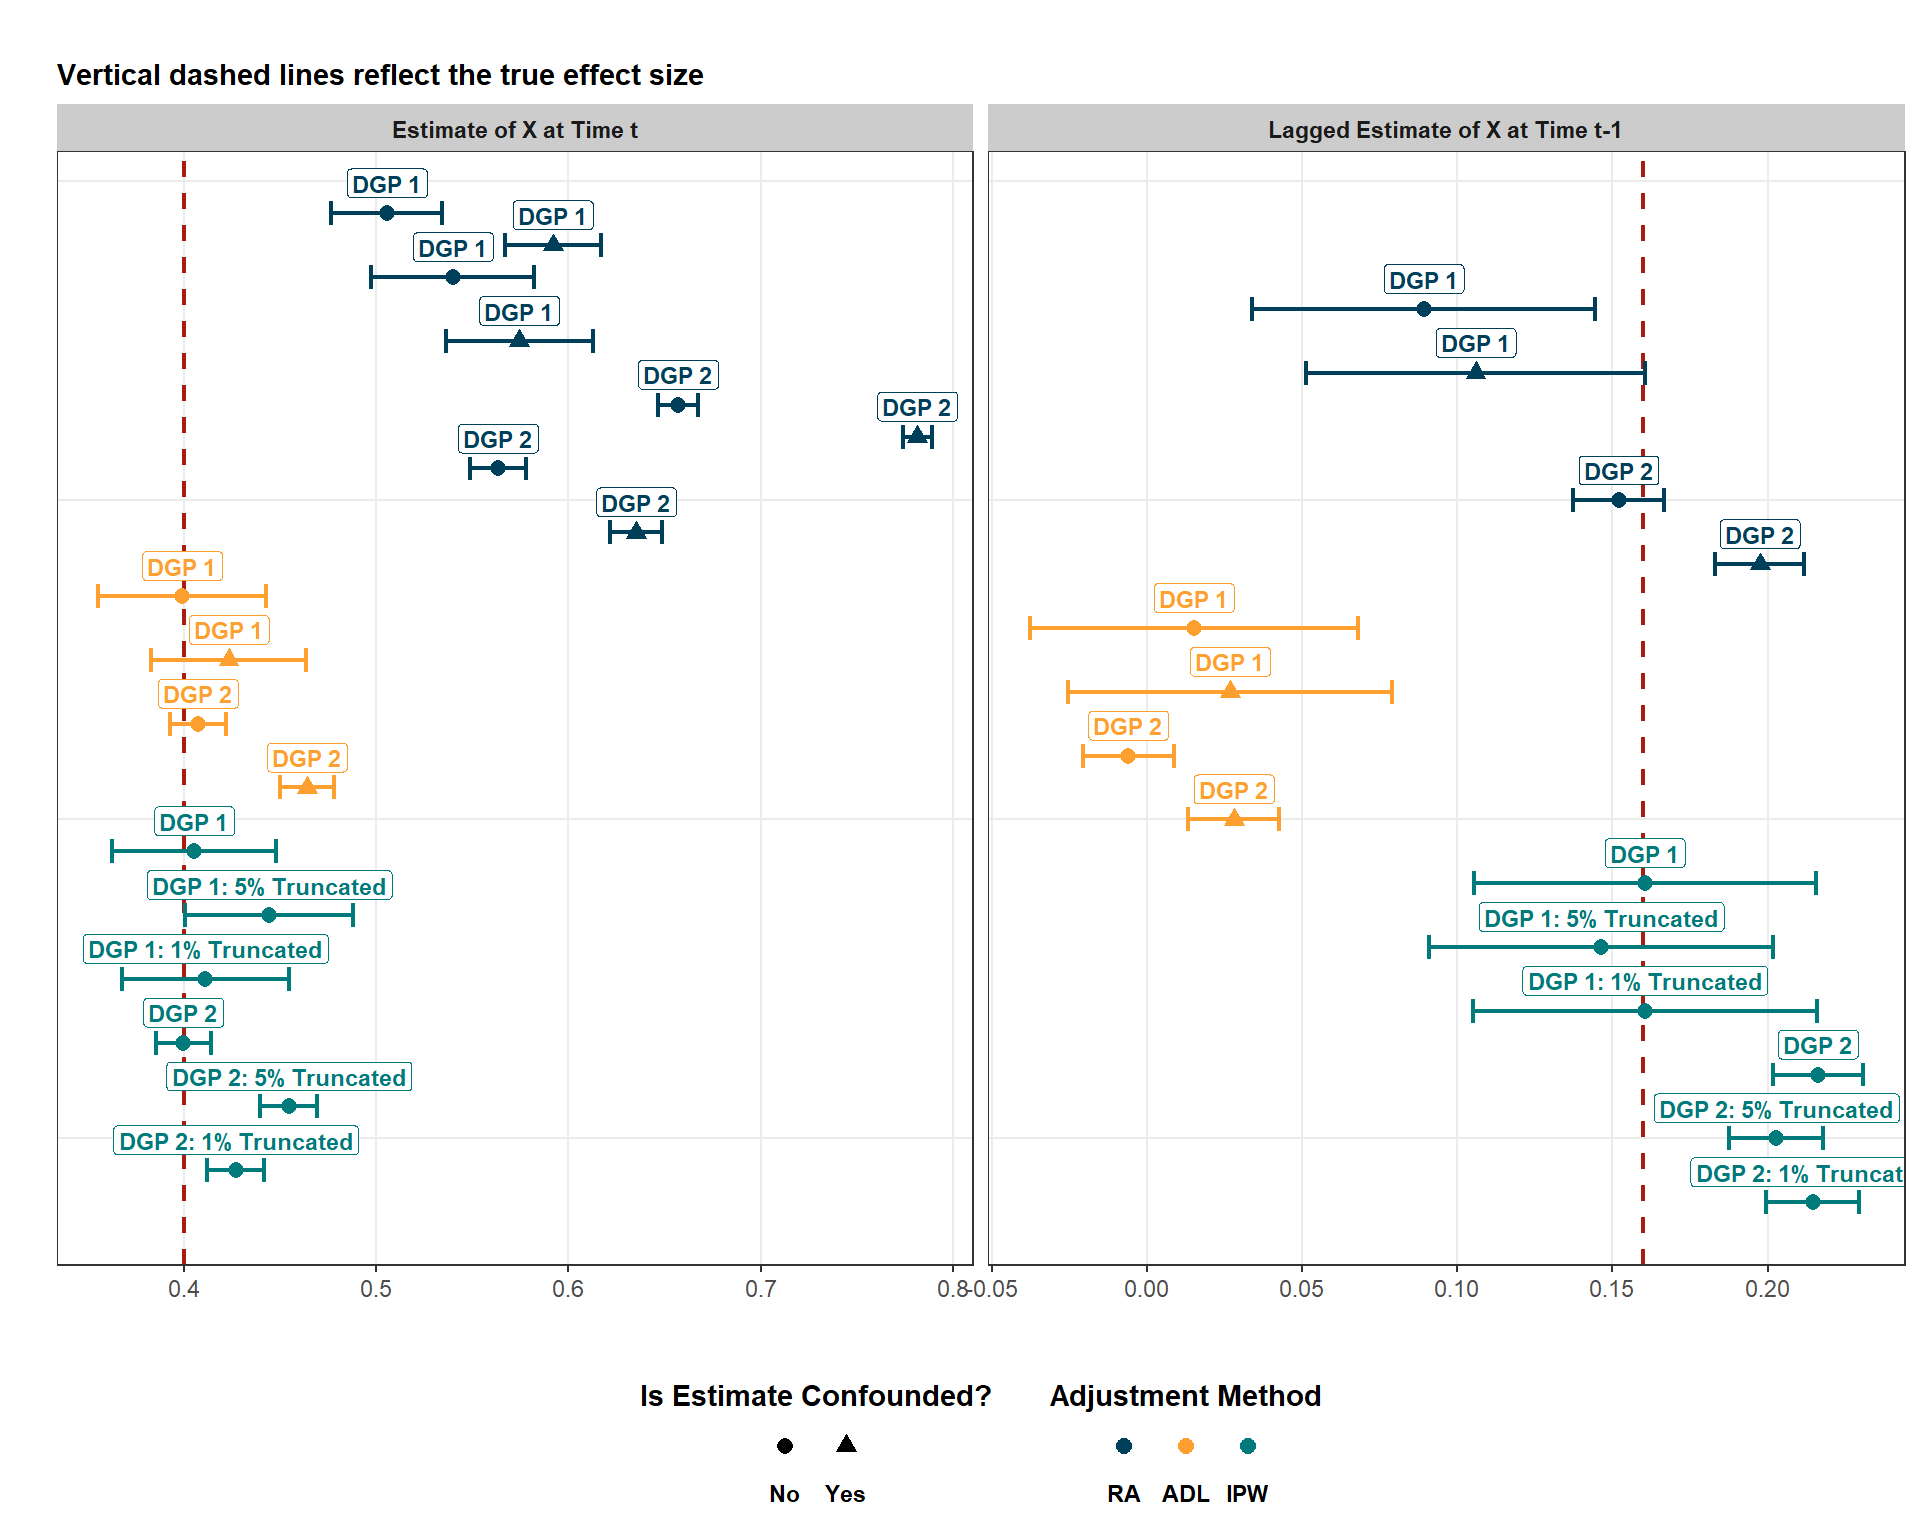 Vertical dashed lines reflect the true effect size
Estimate of X at Time t
DGP 1
DGP 1
DGP 1
DGP 1
DGP 2
DGP 2
DGP 2
DGP 2
DGP 1
DGP 1
DGP 2
DGP 2
DGP 1
DGP 1: 5% Truncated
DGP 1: 1% Truncated
DGP 2
DGP 2: 5% Truncated
DGP 2: 1% Truncated
0.4 0.5 0.6 0.7 0.8
Lagged Estimate of X at Time t-1
DGP 1
DGP 1
DGP 2
DGP 2
DGP 1
DGP 1
DGP 2
DGP 2
DGP 1
DGP 1: 5% Truncated
DGP 1: 1% Truncated
DGP 2
DGP 2: 5% Truncated
DGP 2: 1% Truncat
-0.05 0.00 0.05 0.10 0.15 0.20
Is Estimate Confounded?
No Yes
Adjustment Method
RA ADL IPW